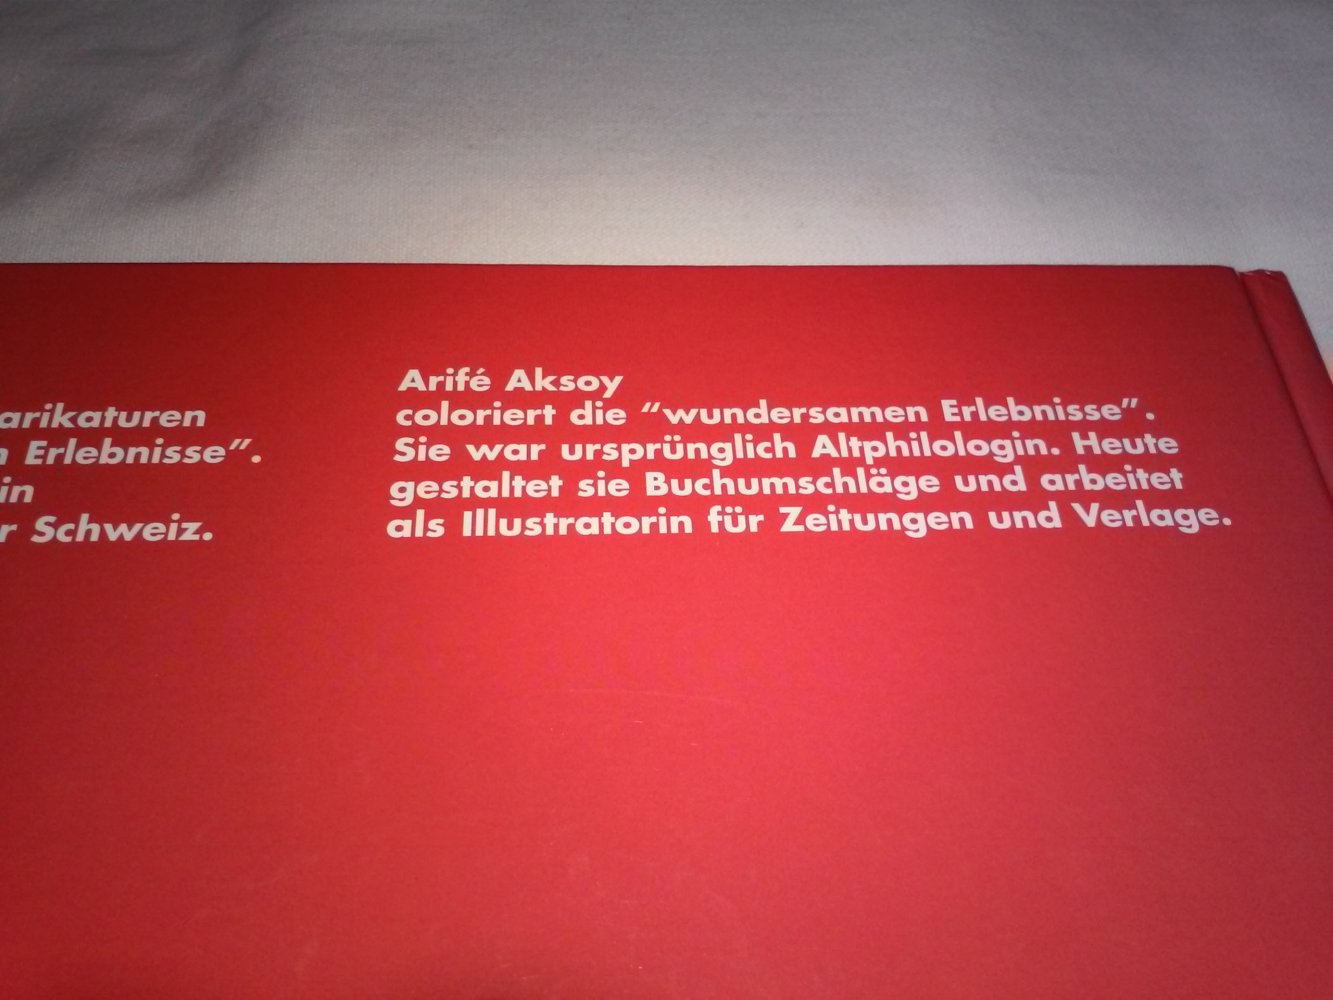 arikaturen
Erlebnisse”.
in
r Schweiz.
Arifé Aksoy
coloriert die “wundersamen Erlebnisse”.
Sie war ursprünglich Altphilologin. Heute
gestaltet sie Buchumschläge und arbeitet
als Illustratorin für Zeitungen und Verlage.